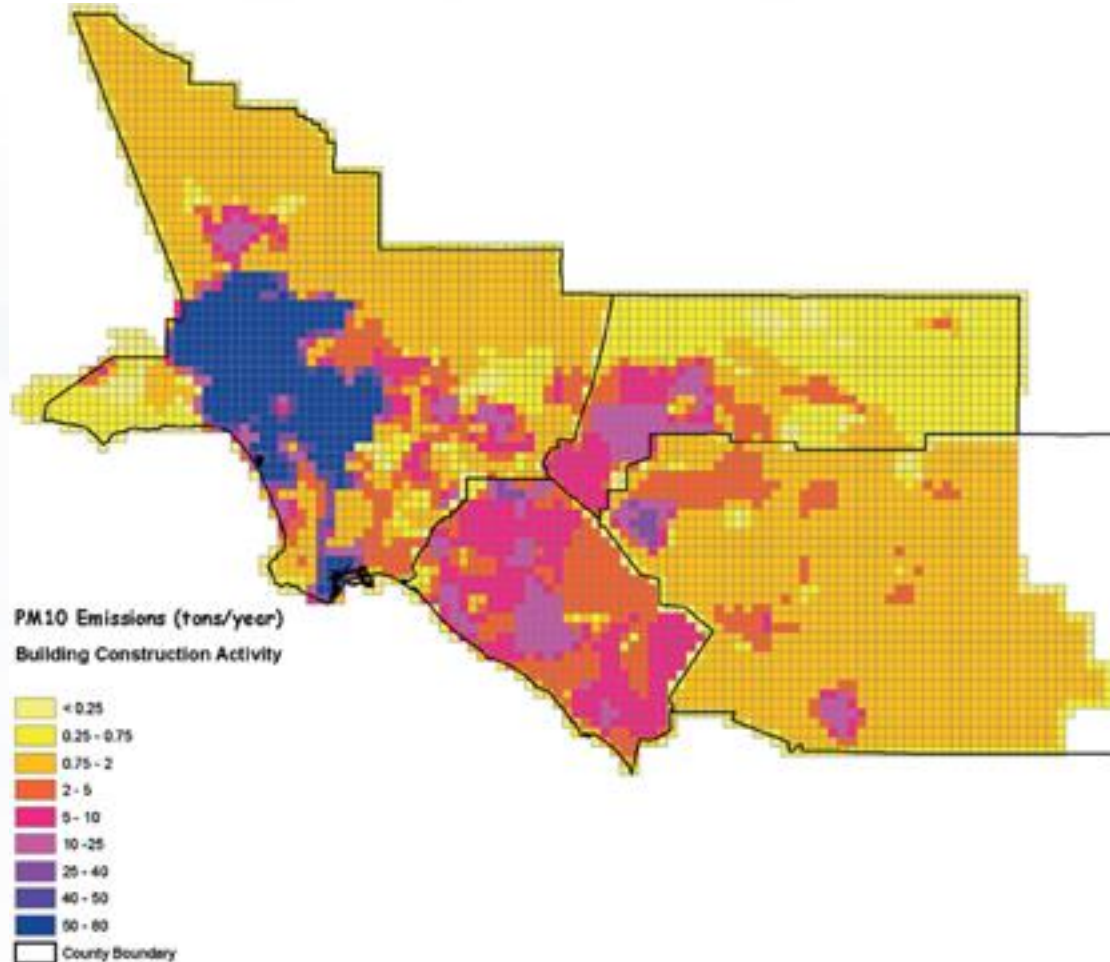 PM10 Emissions (tons/year)
Building Construction Activity
< 0.25
0.25 - 0.75
0.75 - 2
2 - 5
5 - 10
10 -25
25 - 40
40 - 50
50 - 80
County Boundary